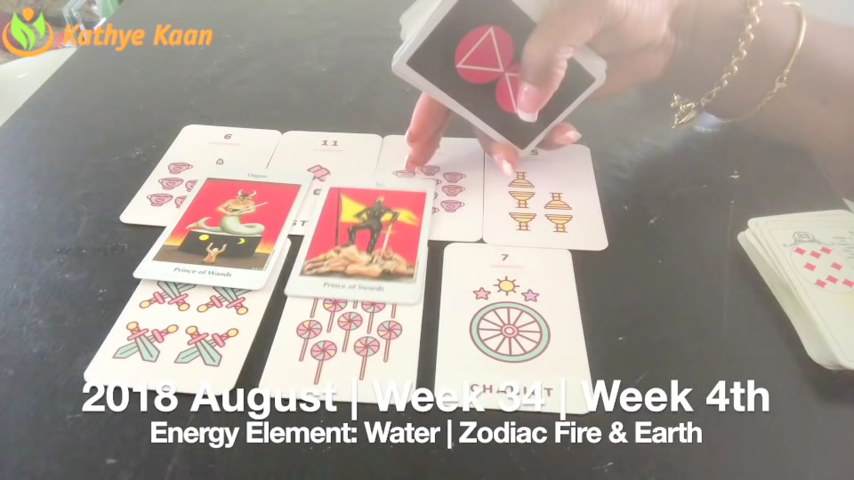 Kathye Kaan
6
11
5
Prince of Wands
Prince of Swords
7
CHARIOT
2018 August | Week 34 | Week 4th
Energy Element: Water | Zodiac Fire & Earth